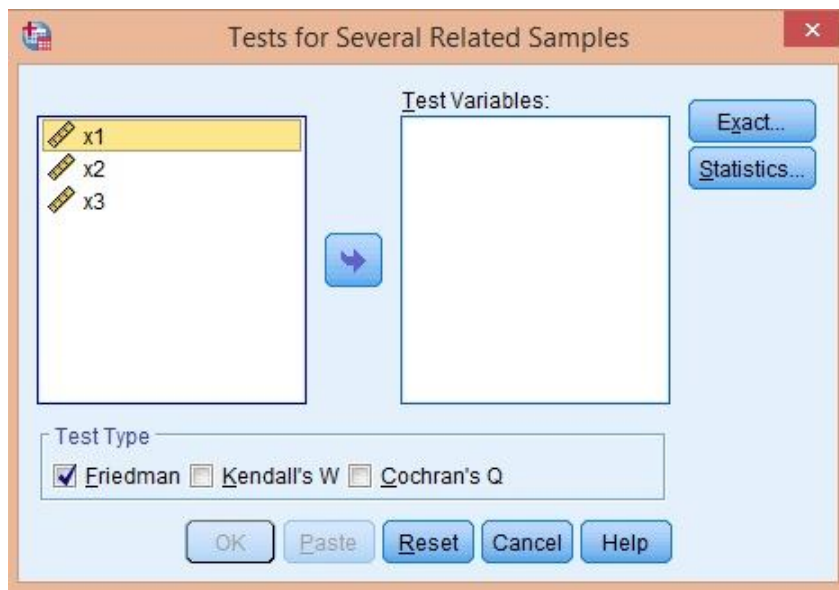 Tests for Several Related Samples
x
Test Variables:
x1
x2
x3
Exact...
Statistics...
Test Type
Friedman Kendall's W Cochran's Q
OK Paste Reset Cancel Help